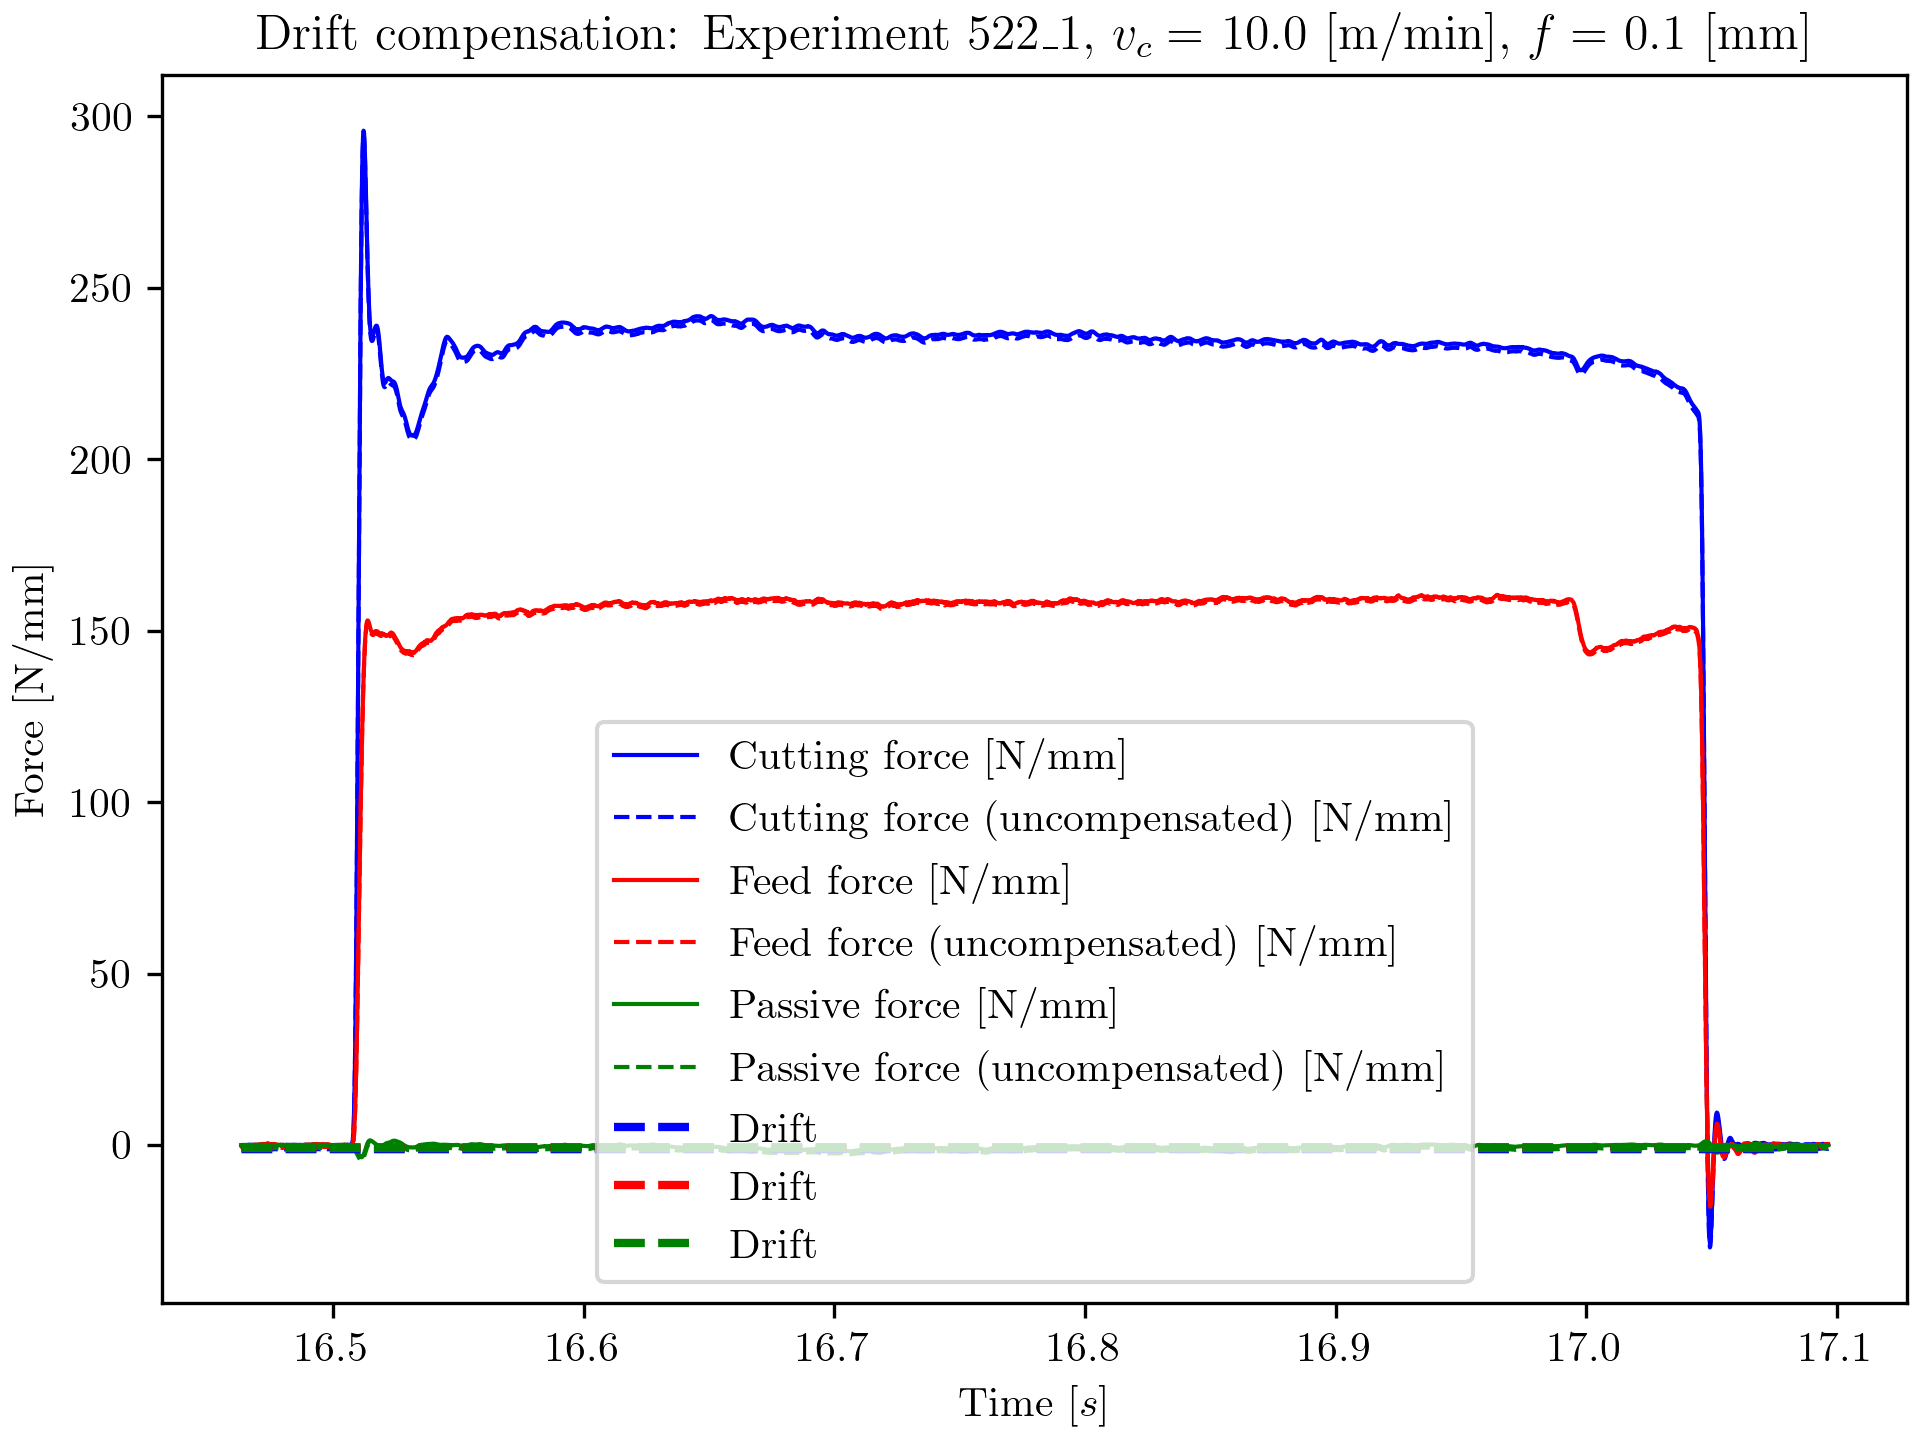 Drift compensation: Experiment 522_1, v_c = 10.0 [m/min], f = 0.1 [mm]
300
250
200
150
100
50
0
Force [N/mm]
Cutting force [N/mm]
Cutting force (uncompensated) [N/mm]
Feed force [N/mm]
Feed force (uncompensated) [N/mm]
Passive force [N/mm]
Passive force (uncompensated) [N/mm]
Drift
Drift
Drift
16.5 16.6 16.7 16.8 16.9 17.0 17.1
Time [s]